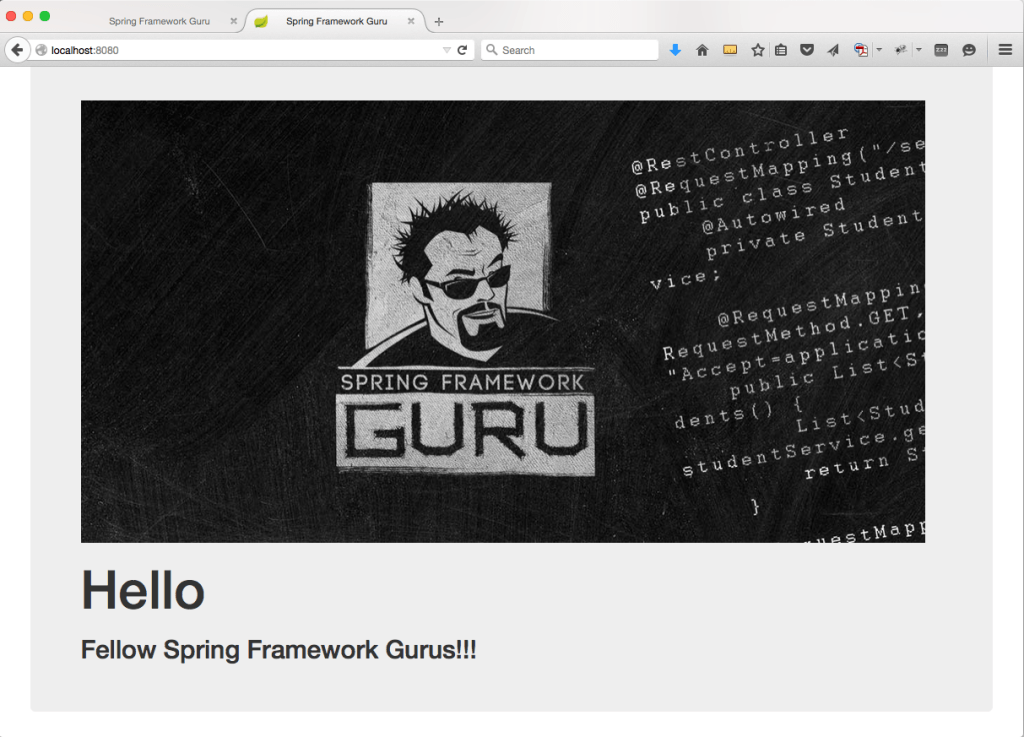 Spring Framework Guru
Spring Framework Guru
localhost:8080
Search
@RestController
@RequestMapping("/se
public class Student
@Autowired
private Student
vice;
@RequestMapping
RequestMethod.GET,
"Accept=applicatio
public List<St
dents() {
List<Stud
studentService.ge
return St
}
uestMapp
SPRING FRAMEWORK
GURU
Hello
Fellow Spring Framework Gurus!!!